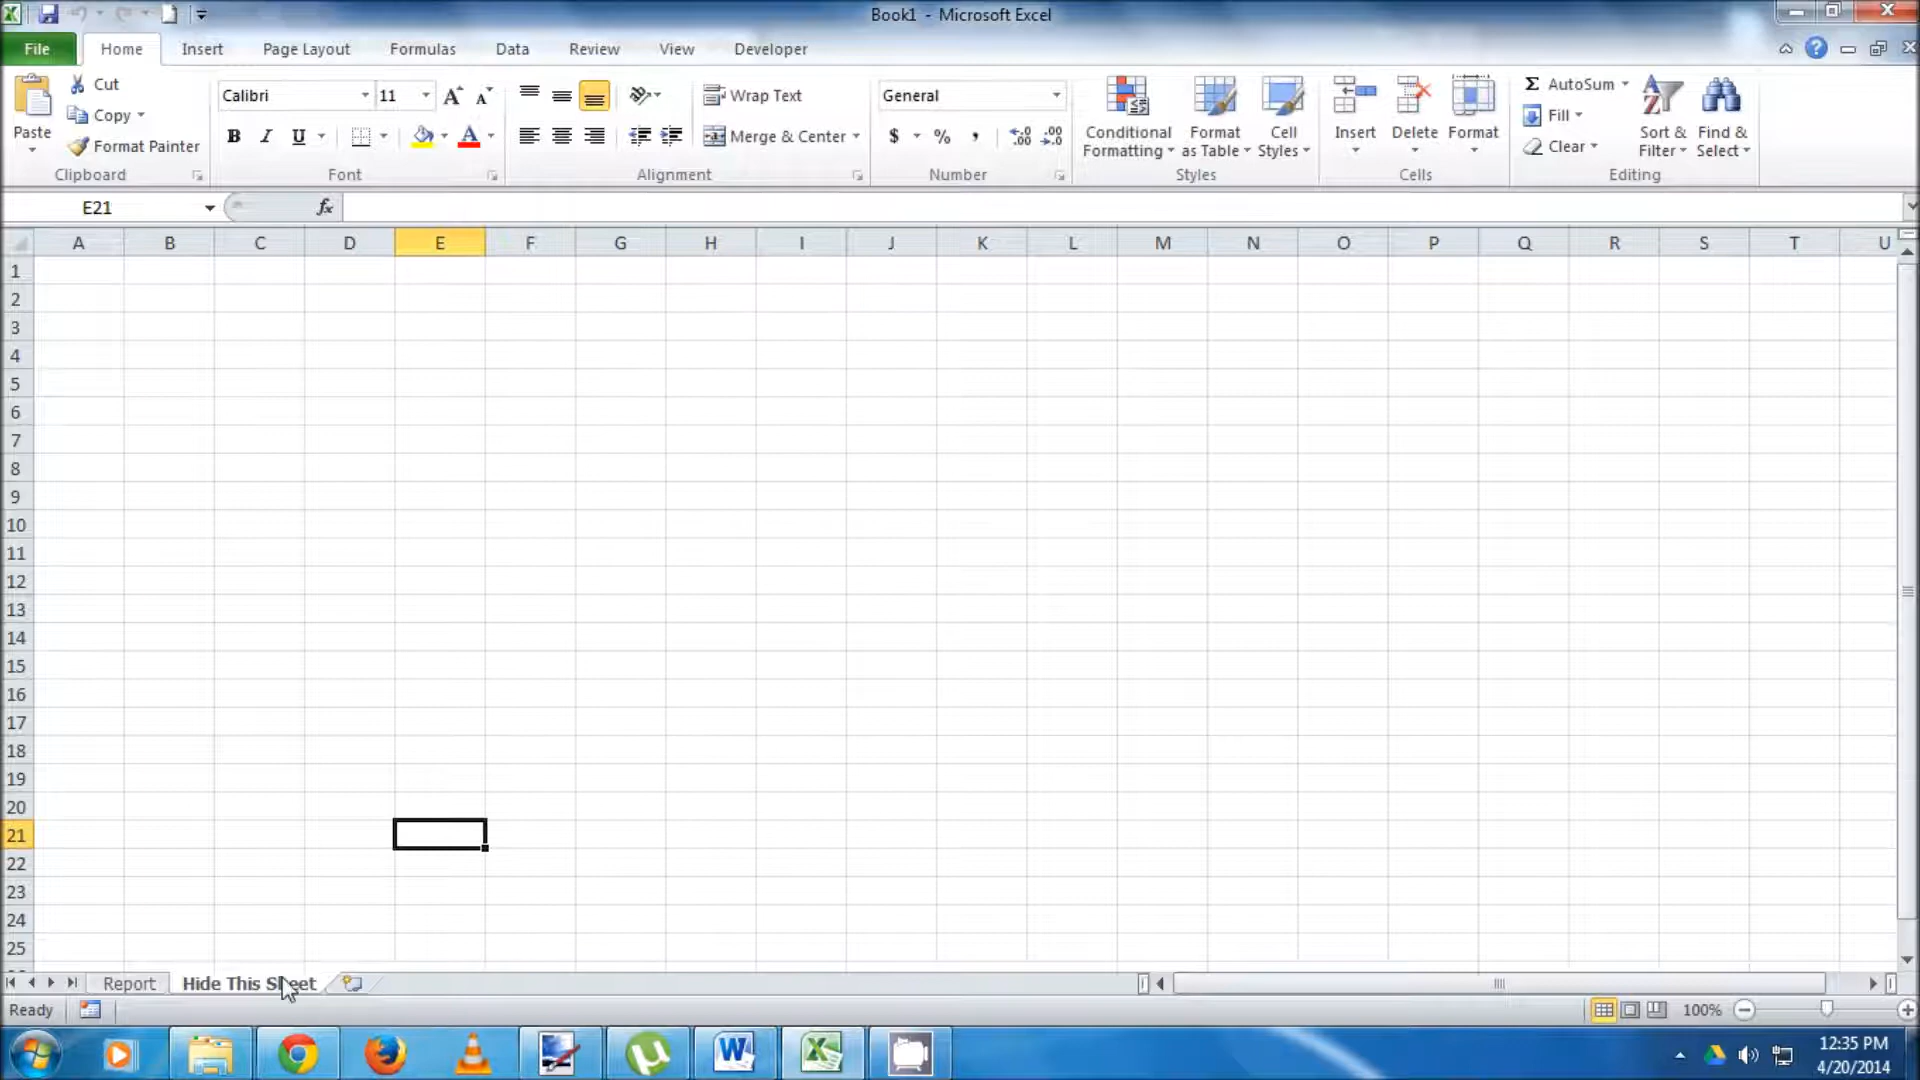 Book1 - Microsoft Excel
File Home Insert Page Layout Formulas Data Review View Developer
Paste
Cut
Copy
Format Painter
Clipboard
Calibri 11
B I U A
Font
Wrap Text
Merge & Center
Alignment
General
$ % ,
Number
Conditional Formatting
Format as Table
Cell Styles
Styles
Insert Delete Format
Cells
Σ AutoSum
Fill
Clear
Sort & Filter
Find & Select
Editing
E21 fx
A B C D E F G H I J K L M N O P Q R S T U
1
2
3
4
5
6
7
8
9
10
11
12
13
14
15
16
17
18
19
20
21
22
23
24
25
Report Hide This Sheet
Ready 100%
12:35 PM
4/20/2014